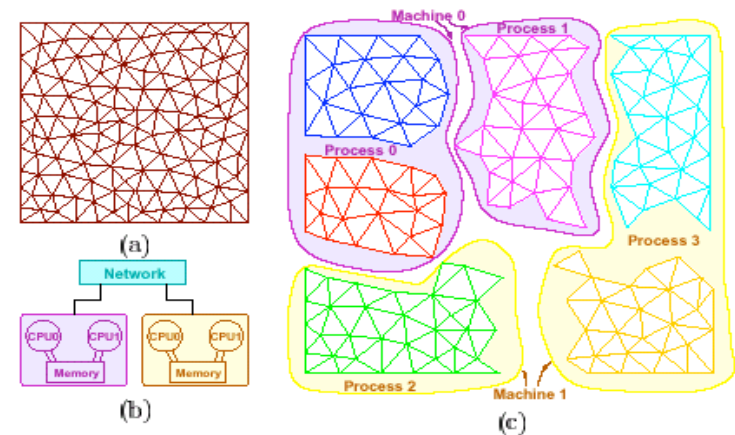 Machine 0
Process 1
Process 0
(a)
Network
CPU0 CPU1
Memory
CPU0 CPU1
Memory
(b)
Process 3
Process 2
Machine 1
(c)